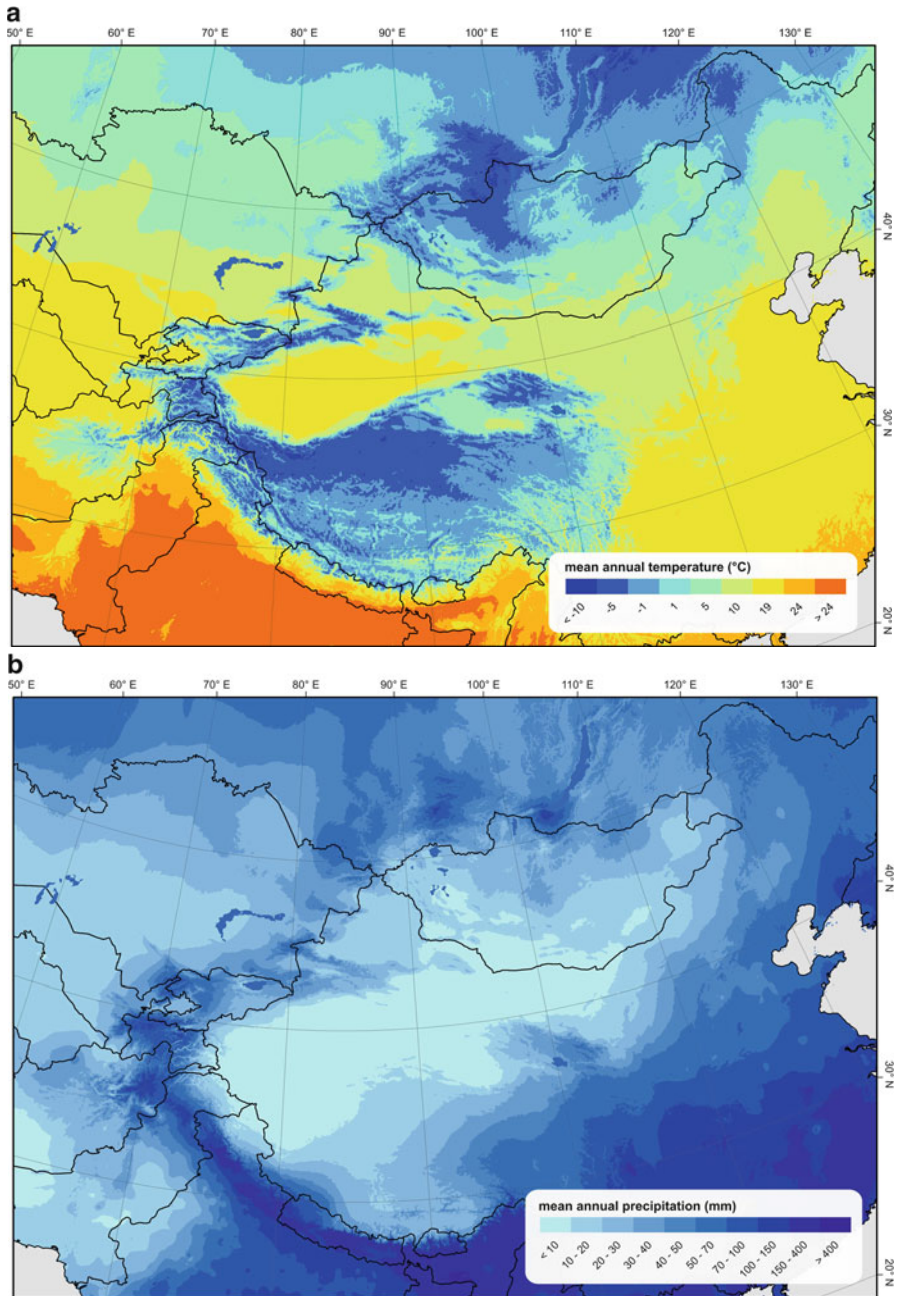 a
50° E 60° E 70° E 80° E 90° E 100° E 110° E 120° E 130° E
40° N
30° N
20° N
mean annual temperature (°C)
< -10 -5 -1 1 5 10 19 24 > 24
b
50° E 60° E 70° E 80° E 90° E 100° E 110° E 120° E 130° E
40° N
30° N
20° N
mean annual precipitation (mm)
< 10 10 - 20 20 - 30 30 - 40 40 - 50 50 - 70 70 - 100 100 - 150 150 - 400 > 400